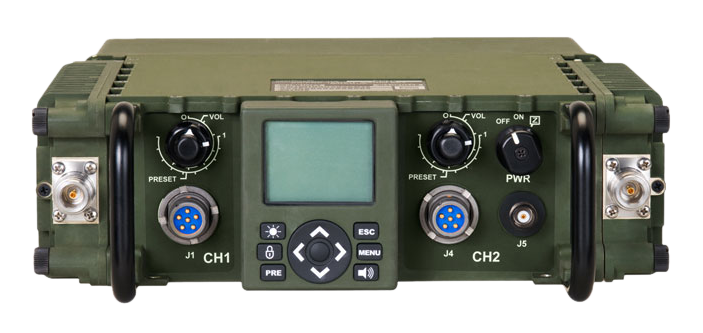 O VOL
1
PRESET
J1
CH1
ESC
MENU
PRE
O VOL
1
PRESET
J4
CH2
OFF
ON
Z
PWR
J5